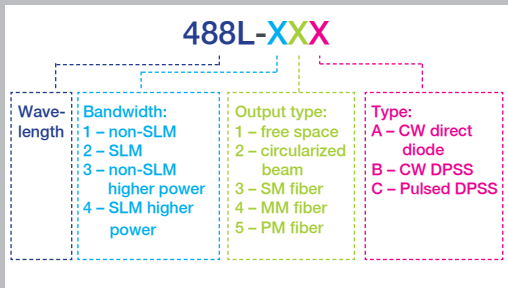 488L-XXX
Wave-
length
Bandwidth:
1 – non-SLM
2 – SLM
3 – non-SLM
higher power
4 – SLM higher
power
Output type:
1 – free space
2 – circularized
beam
3 – SM fiber
4 – MM fiber
5 – PM fiber
Type:
A – CW direct
diode
B – CW DPSS
C – Pulsed DPSS